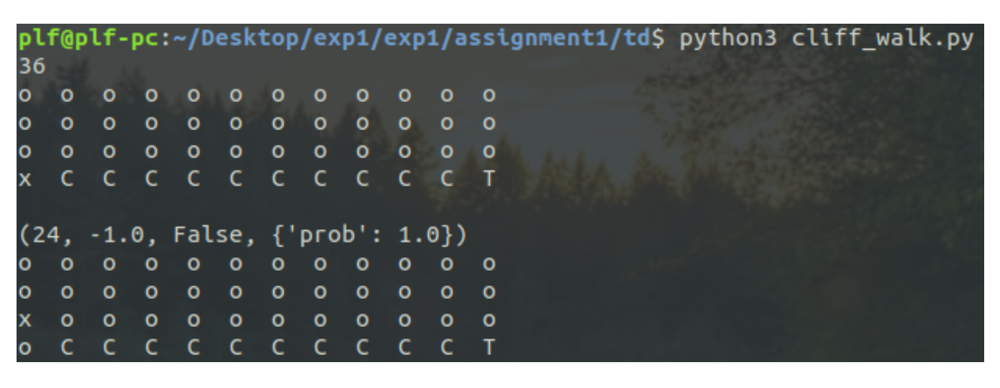 plf@plf-pc:~/Desktop/exp1/exp1/assignment1/td$ python3 cliff_walk.py
36
o  o  o  o  o  o  o  o  o  o  o  o
o  o  o  o  o  o  o  o  o  o  o  o
o  o  o  o  o  o  o  o  o  o  o  o
x  C  C  C  C  C  C  C  C  C  C  T

(24, -1.0, False, {'prob': 1.0})
o  o  o  o  o  o  o  o  o  o  o  o
o  o  o  o  o  o  o  o  o  o  o  o
x  o  o  o  o  o  o  o  o  o  o  o
o  C  C  C  C  C  C  C  C  C  C  T